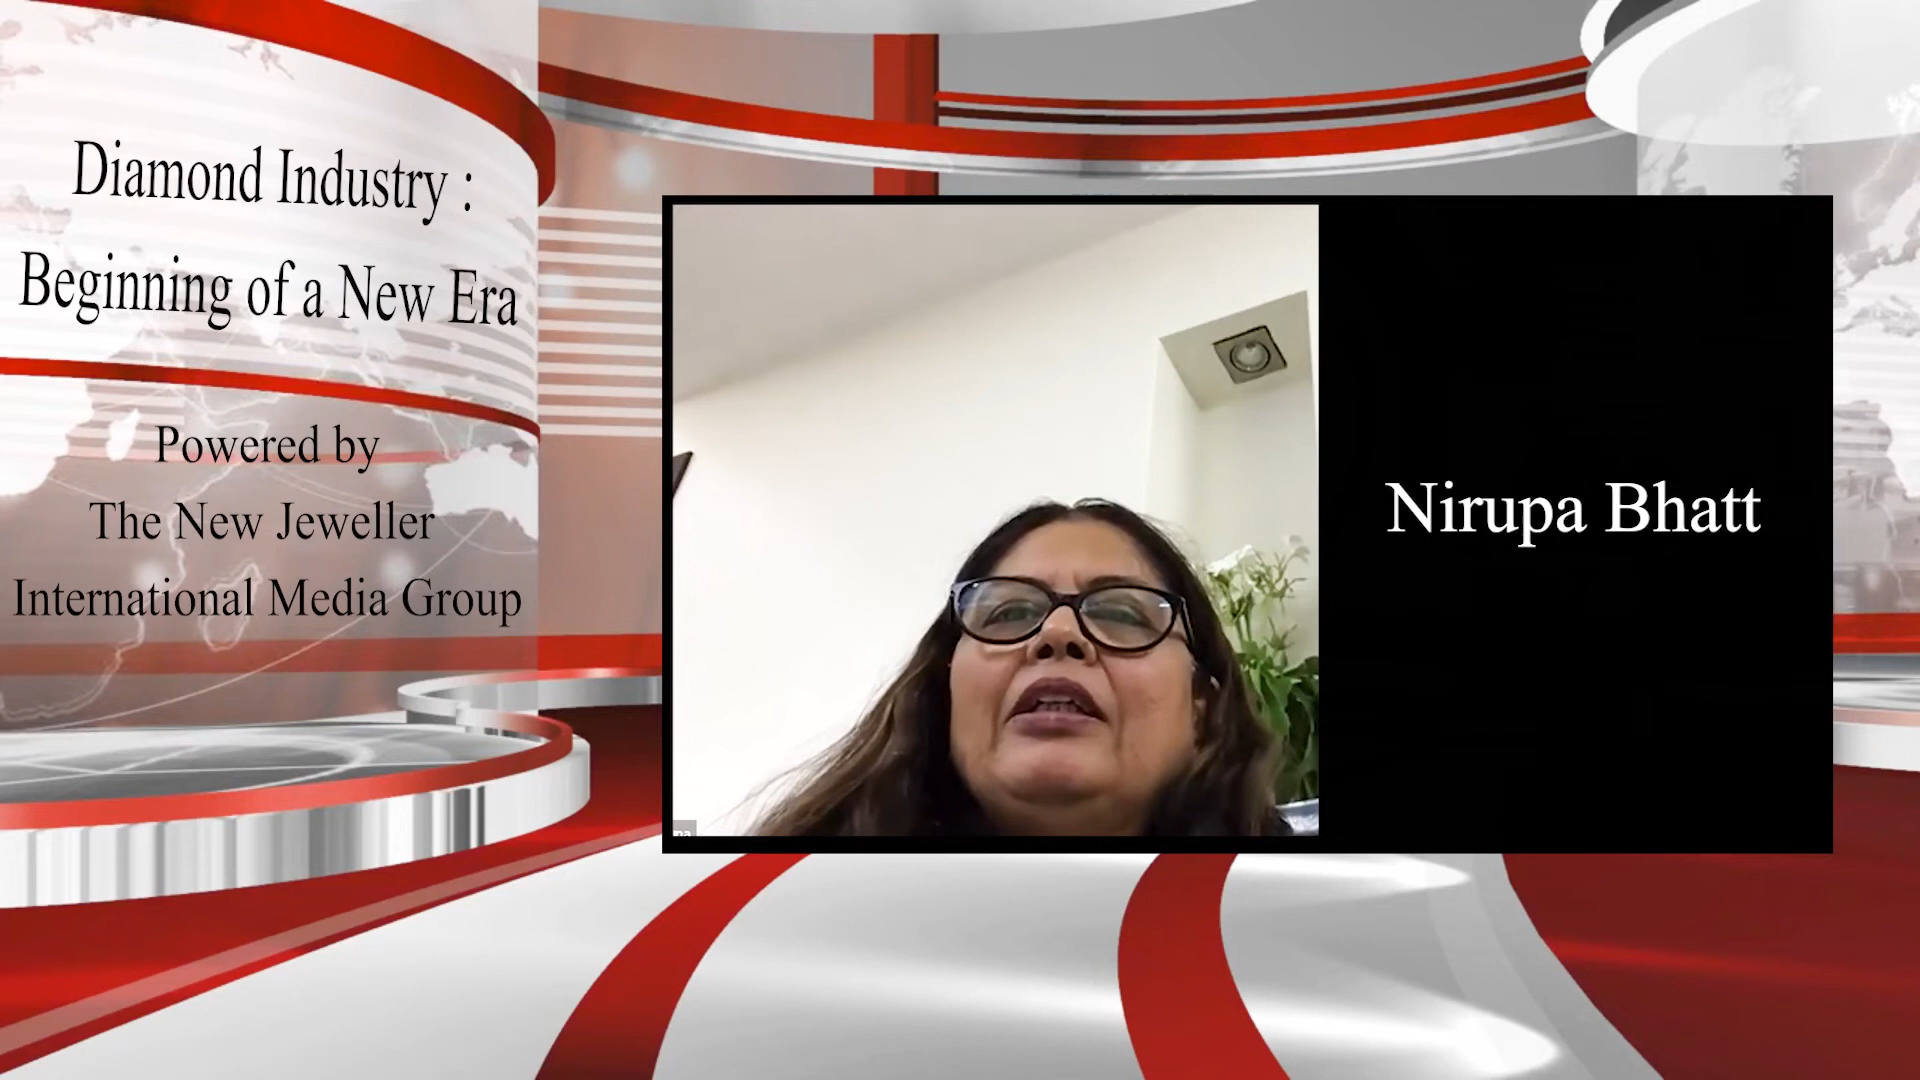 Diamond Industry :
Beginning of a New Era
Powered by
The New Jeweller
International Media Group
Nirupa Bhatt